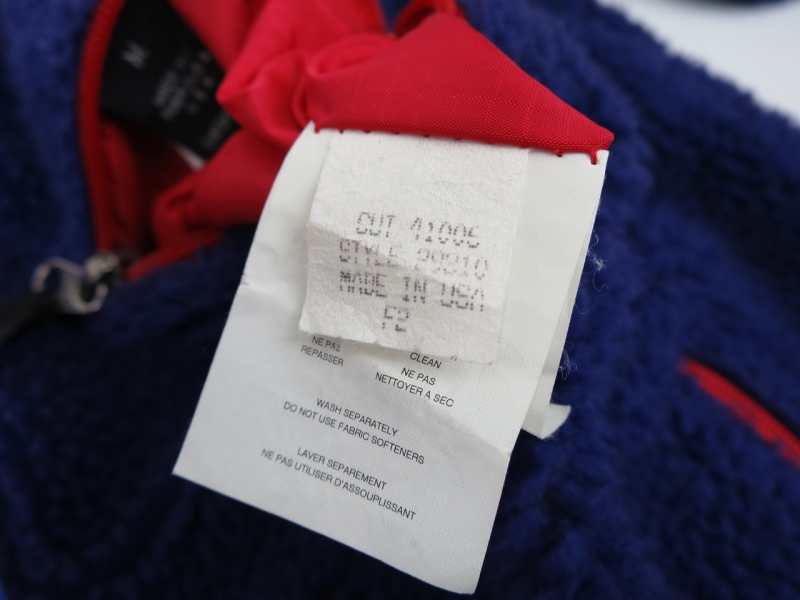 CUT 41006
STYLE 29310
MADE IN USA
F2
NE PAS
REPASSER
CLEAN
NE PAS
NETTOYER A SEC
WASH SEPARATELY
DO NOT USE FABRIC SOFTENERS
LAVER SEPAREMENT
NE PAS UTILISER D'ASSOUPLISSANT